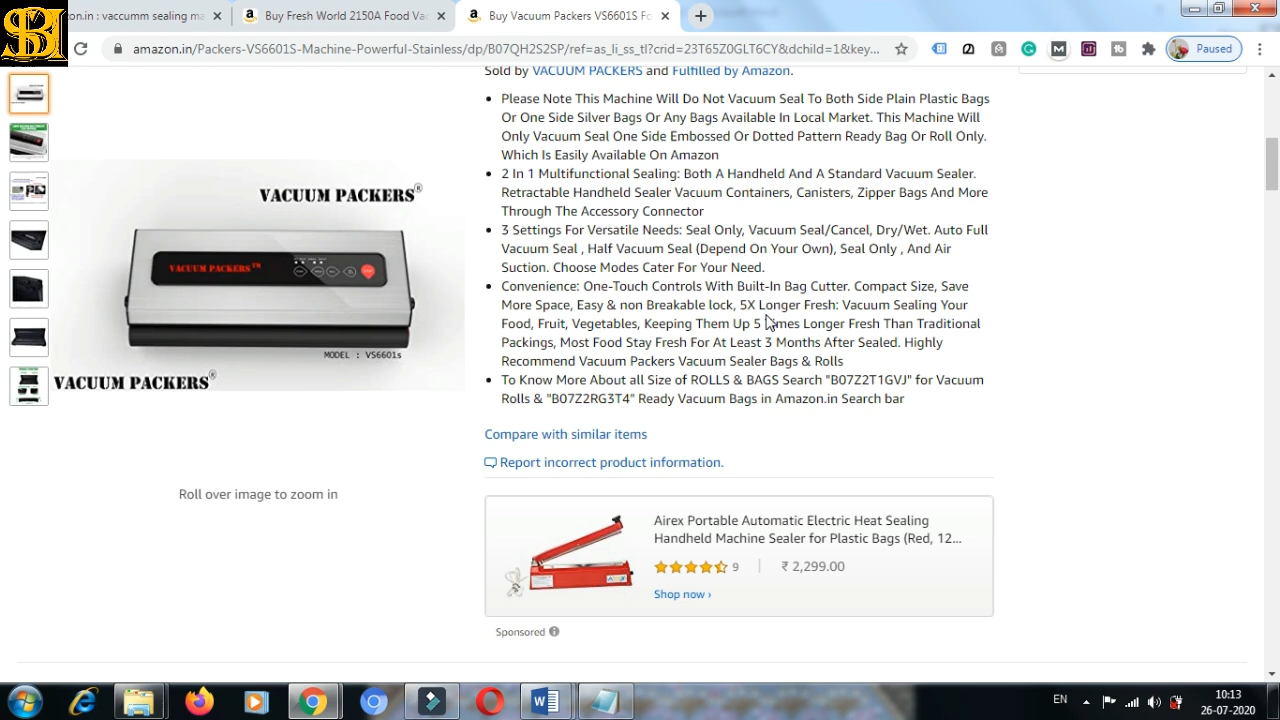 on.in : vaccumm sealing ma
Buy Fresh World 2150A Food Vac
Buy Vacuum Packers VS6601S Fo
amazon.in/Packers-VS6601S-Machine-Powerful-Stainless/dp/B07QH2S2SP/ref=as_li_ss_tl?crid=23T65Z0GLT6CY&dchild=1&key...
Paused
Sold by VACUUM PACKERS and Fulfilled by Amazon.
Please Note This Machine Will Do Not Vacuum Seal To Both Side Plain Plastic Bags
Or One Side Silver Bags Or Any Bags Available In Local Market. This Machine Will
Only Vacuum Seal One Side Embossed Or Dotted Pattern Ready Bag Or Roll Only.
Which Is Easily Available On Amazon
2 In 1 Multifunctional Sealing: Both A Handheld And A Standard Vacuum Sealer.
Retractable Handheld Sealer Vacuum Containers, Canisters, Zipper Bags And More
Through The Accessory Connector
3 Settings For Versatile Needs: Seal Only, Vacuum Seal/Cancel, Dry/Wet. Auto Full
Vacuum Seal , Half Vacuum Seal (Depend On Your Own), Seal Only , And Air
Suction. Choose Modes Cater For Your Need.
Convenience: One-Touch Controls With Built-In Bag Cutter. Compact Size, Save
More Space, Easy & non Breakable lock, 5X Longer Fresh: Vacuum Sealing Your
Food, Fruit, Vegetables, Keeping Them Up 5 Times Longer Fresh Than Traditional
Packings, Most Food Stay Fresh For At Least 3 Months After Sealed. Highly
Recommend Vacuum Packers Vacuum Sealer Bags & Rolls
To Know More About all Size of ROLLS & BAGS Search "B07Z2T1GVJ" for Vacuum
Rolls & "B07Z2RG3T4" Ready Vacuum Bags in Amazon.in Search bar
VACUUM PACKERS®
VACUUM PACKERS™
MODEL : VS6601s
VACUUM PACKERS®
Roll over image to zoom in
Compare with similar items
Report incorrect product information.
Airex Portable Automatic Electric Heat Sealing
Handheld Machine Sealer for Plastic Bags (Red, 12...
9
₹ 2,299.00
Shop now ›
Sponsored
EN
10:13
26-07-2020